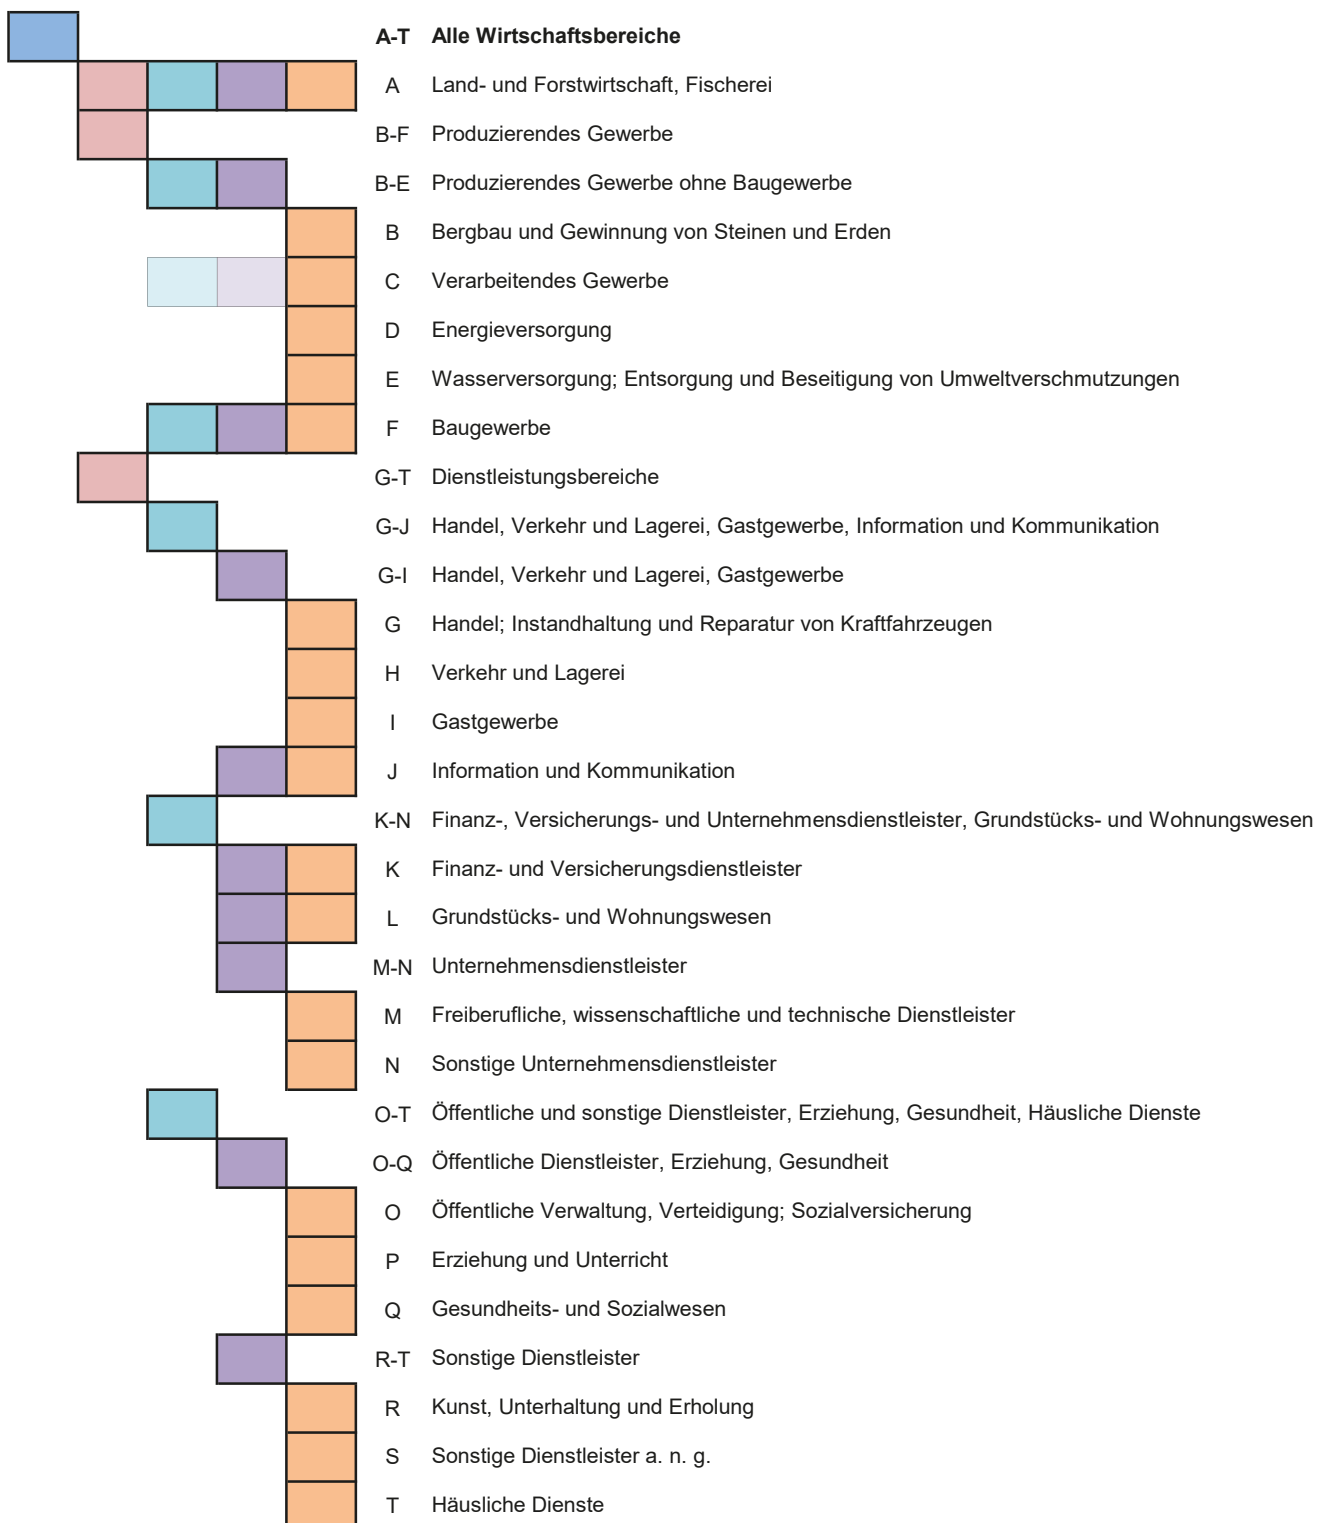 A-T Alle Wirtschaftsbereiche
A Land- und Forstwirtschaft, Fischerei
B-F Produzierendes Gewerbe
B-E Produzierendes Gewerbe ohne Baugewerbe
B Bergbau und Gewinnung von Steinen und Erden
C Verarbeitendes Gewerbe
D Energieversorgung
E Wasserversorgung; Entsorgung und Beseitigung von Umweltverschmutzungen
F Baugewerbe
G-T Dienstleistungsbereiche
G-J Handel, Verkehr und Lagerei, Gastgewerbe, Information und Kommunikation
G-I Handel, Verkehr und Lagerei, Gastgewerbe
G Handel; Instandhaltung und Reparatur von Kraftfahrzeugen
H Verkehr und Lagerei
I Gastgewerbe
J Information und Kommunikation
K-N Finanz-, Versicherungs- und Unternehmensdienstleister, Grundstücks- und Wohnungswesen
K Finanz- und Versicherungsdienstleister
L Grundstücks- und Wohnungswesen
M-N Unternehmensdienstleister
M Freiberufliche, wissenschaftliche und technische Dienstleister
N Sonstige Unternehmensdienstleister
O-T Öffentliche und sonstige Dienstleister, Erziehung, Gesundheit, Häusliche Dienste
O-Q Öffentliche Dienstleister, Erziehung, Gesundheit
O Öffentliche Verwaltung, Verteidigung; Sozialversicherung
P Erziehung und Unterricht
Q Gesundheits- und Sozialwesen
R-T Sonstige Dienstleister
R Kunst, Unterhaltung und Erholung
S Sonstige Dienstleister a. n. g.
T Häusliche Dienste